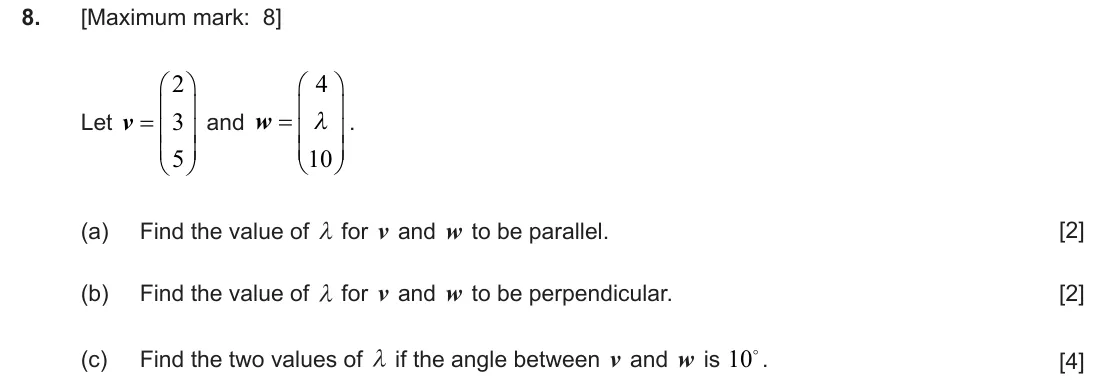 8. [Maximum mark: 8]
Let v = (2 3 5) and w = (4 λ 10).
(a) Find the value of λ for v and w to be parallel. [2]
(b) Find the value of λ for v and w to be perpendicular. [2]
(c) Find the two values of λ if the angle between v and w is 10°. [4]